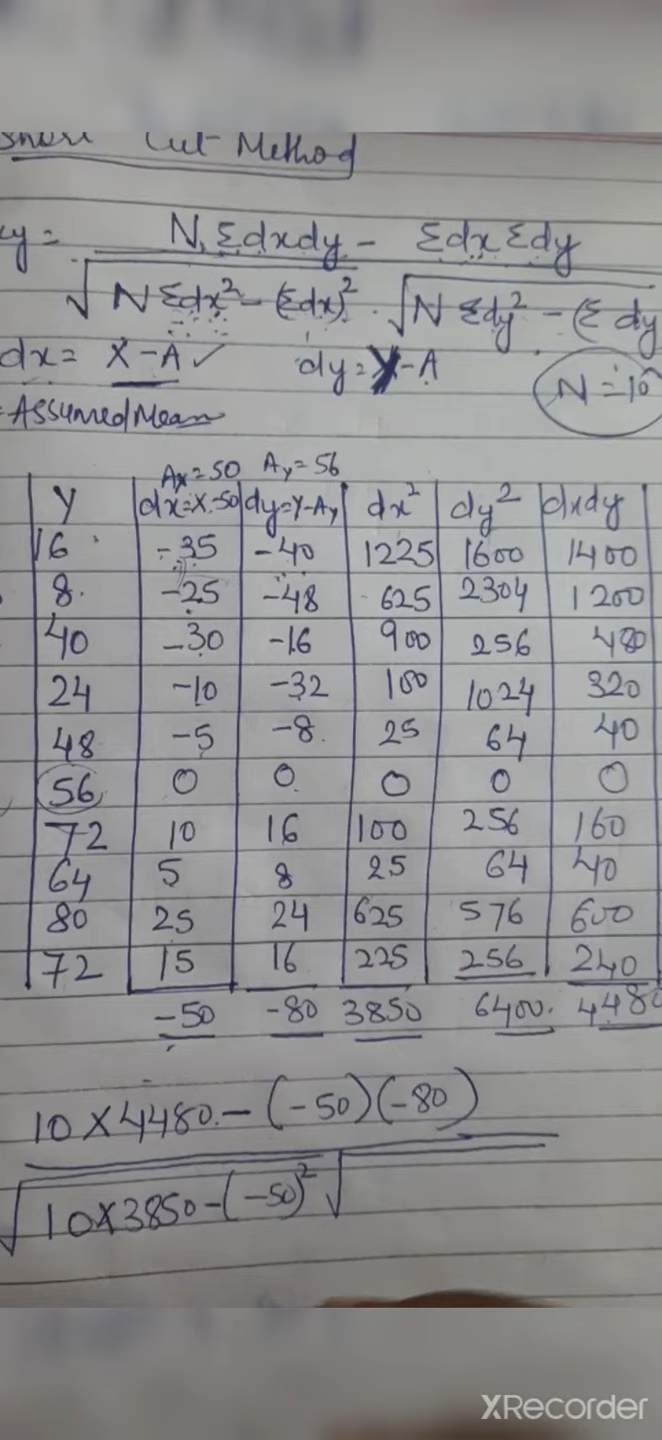 Cut Method
xy = N Σdxdy - Σdx Σdy
√ N Σdx² - (Σdx)² . √ N Σdy² - (Σdy
dx = X - A ✓ dy = Y - A N = 10
= Assumed Mean
Ax = 50 Ay = 56
Y dx=X-50 dy=Y-Ay dx² dy² dxdy
16 -35 -40 1225 1600 1400
8 -25 -48 625 2304 1200
40 -30 -16 900 256 480
24 -10 -32 100 1024 320
48 -5 -8 25 64 40
56 0 0 0 0 0
72 10 16 100 256 160
64 5 8 25 64 40
80 25 24 625 576 600
72 15 16 225 256 240
-50 -80 3850 6400 4480
10 × 4480 - (-50)(-80)
√ 10×3850-(-50)² √
XRecorder